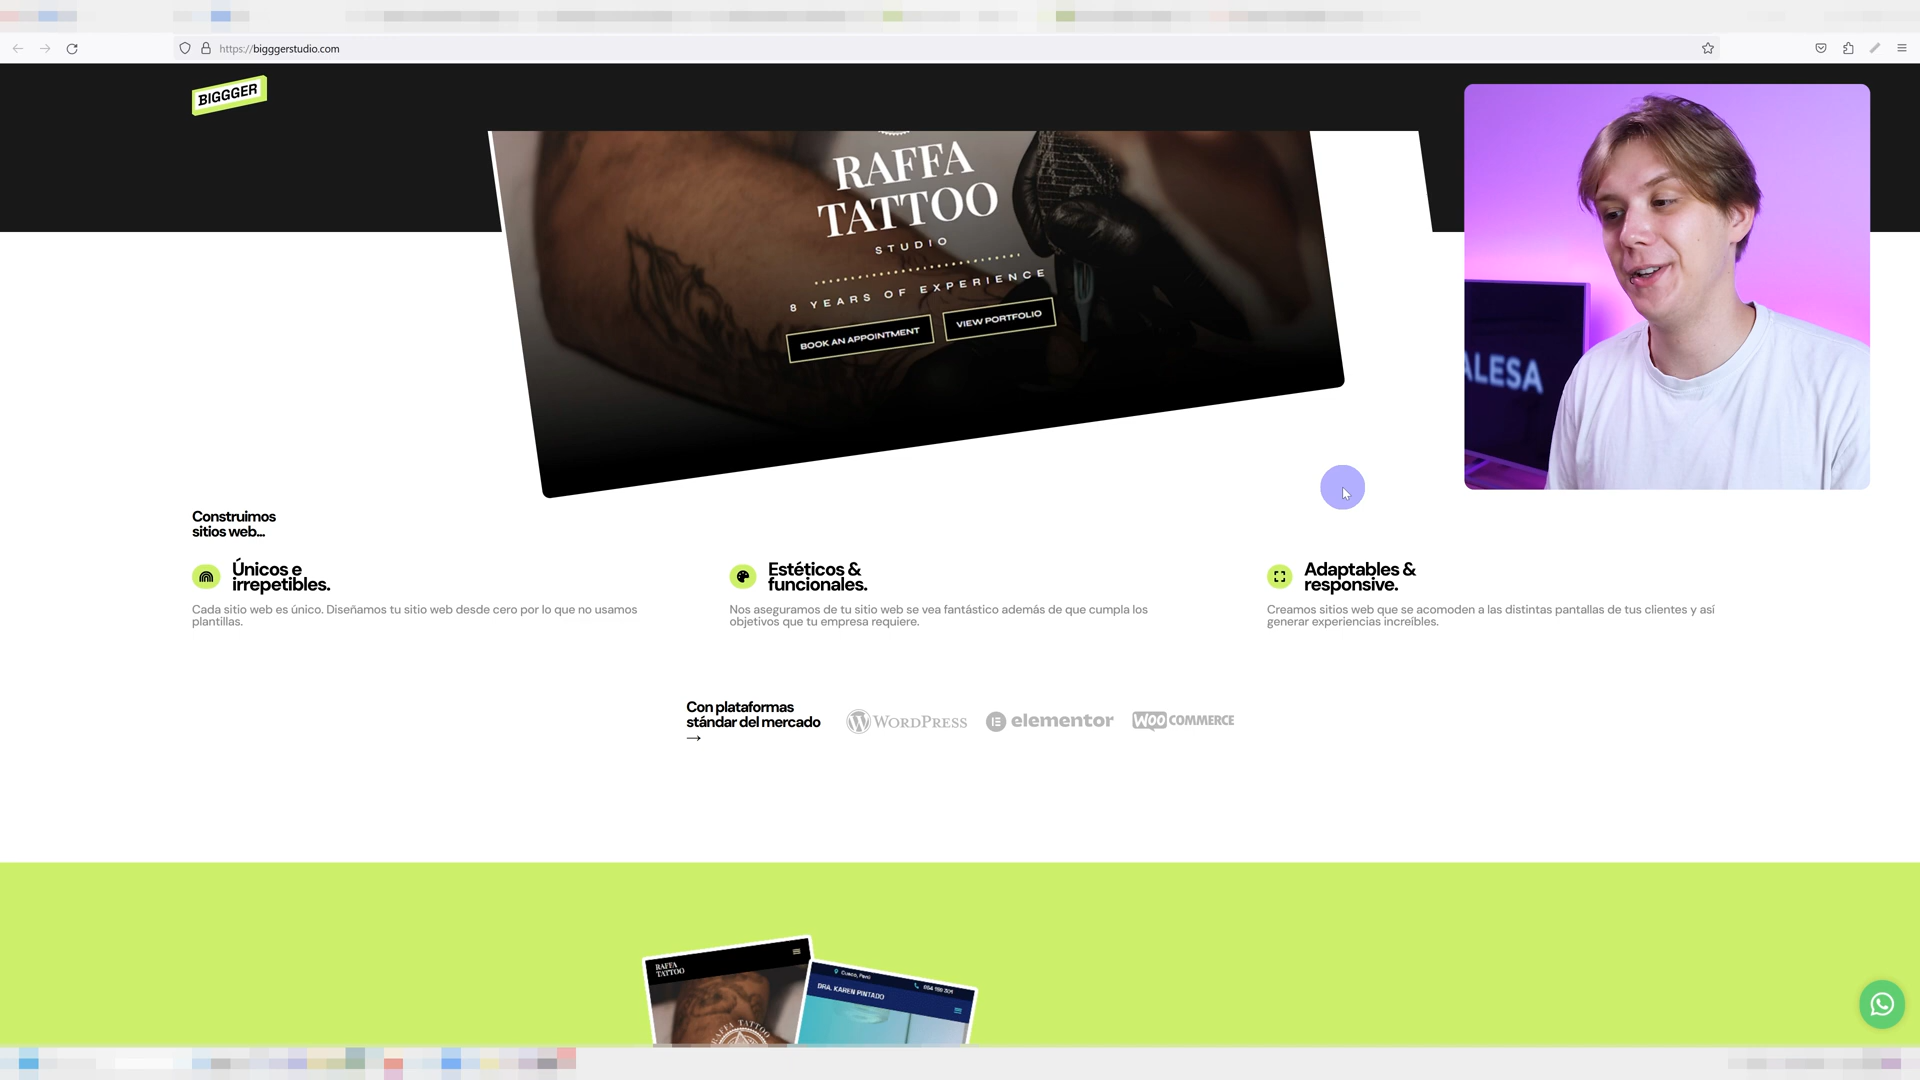 https://bigggerstudio.com
BIGGGER
RAFFA
TATTOO
STUDIO
8 YEARS OF EXPERIENCE
BOOK AN APPOINTMENT
VIEW PORTFOLIO
ALESA
Construimos
sitios web...
Únicos e
irrepetibles.
Cada sitio web es único. Diseñamos tu sitio web desde cero por lo que no usamos
plantillas.
Estéticos &
funcionales.
Nos aseguramos de tu sitio web se vea fantástico además de que cumpla los
objetivos que tu empresa requiere.
Adaptables &
responsive.
Creamos sitios web que se acomoden a las distintas pantallas de tus clientes y así
generar experiencias increíbles.
Con plataformas
stándar del mercado
→
WORDPRESS
elementor
WOO COMMERCE
RAFFA
TATTOO
Cusco, Perú
DRA. KAREN PINTADO
RAFFA TATTOO